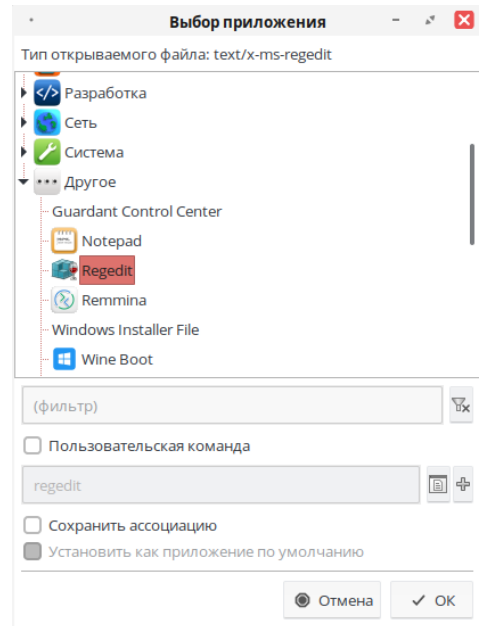 Выбор приложения
Тип открываемого файла: text/x-ms-regedit
</> Разработка
Сеть
Система
Другое
Guardant Control Center
Notepad
Regedit
Remmina
Windows Installer File
Wine Boot
(фильтр)
Пользовательская команда
regedit
Сохранить ассоциацию
Установить как приложение по умолчанию
Отмена
ОК